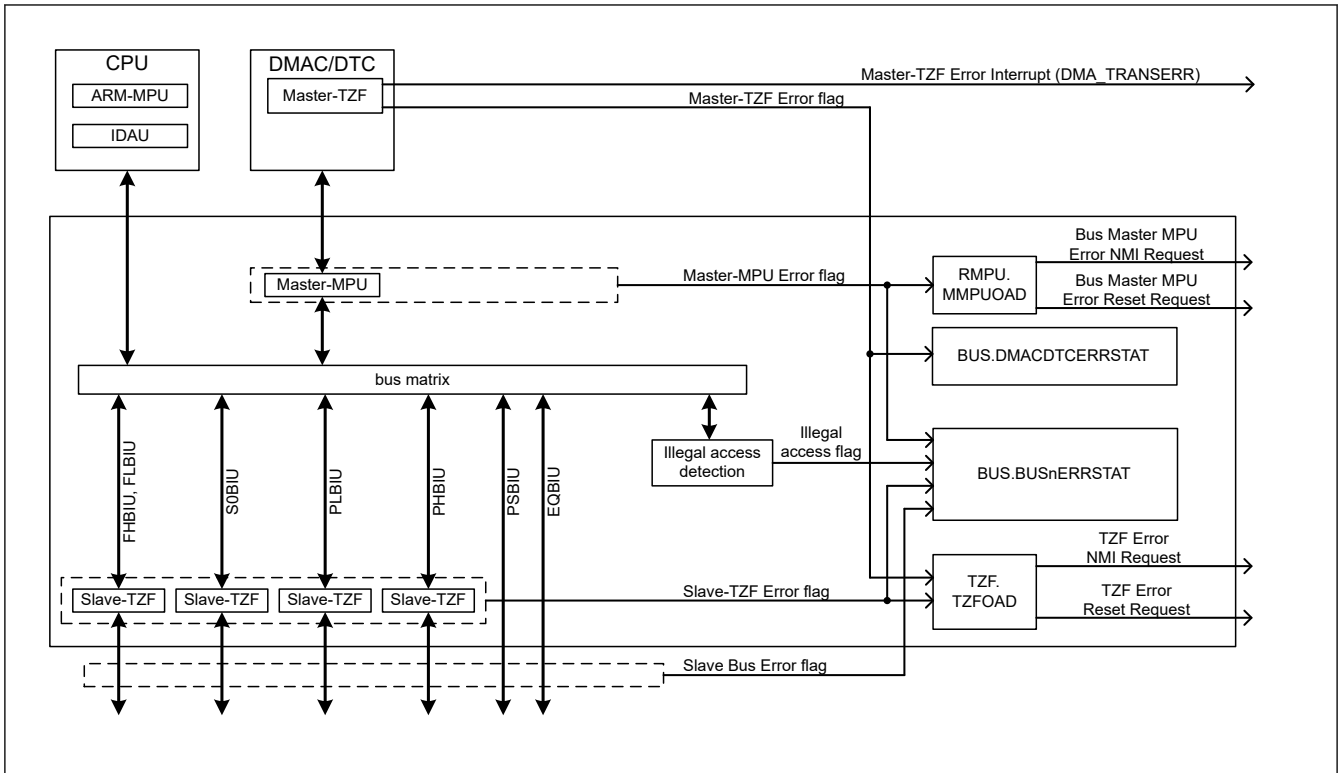 CPU
ARM-MPU
IDAU
DMAC/DTC
Master-TZF
Master-TZF Error Interrupt (DMA_TRANSERR)
Master-TZF Error flag
Master-MPU
Master-MPU Error flag
RMPU.
MMPUOAD
Bus Master MPU
Error NMI Request
Bus Master MPU
Error Reset Request
BUS.DMACDTCERRSTAT
bus matrix
FHBIU, FLBIU
S0BIU
PLBIU
PHBIU
PSBIU
EQBIU
Illegal access
detection
Illegal
access flag
BUS.BUSnERRSTAT
Slave-TZF
Slave-TZF
Slave-TZF
Slave-TZF
Slave-TZF Error flag
TZF.
TZFOAD
TZF Error
NMI Request
TZF Error
Reset Request
Slave Bus Error flag